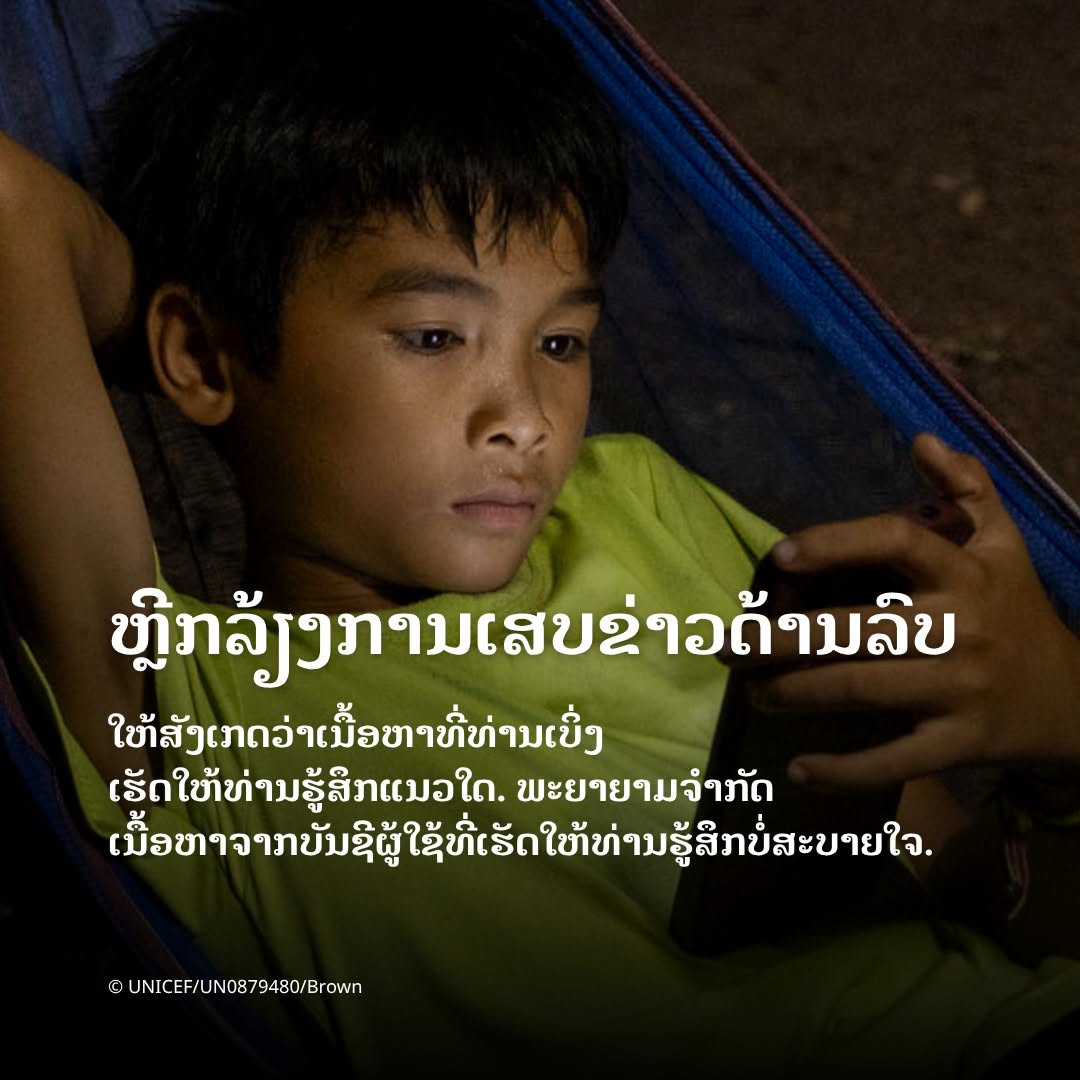 ຫຼີກລ້ຽງການເສບຂ່າວດ້ານລົບ
ໃຫ້ສັງເກດວ່າເນື້ອຫາທີ່ທ່ານເບິ່ງ
ເຮັດໃຫ້ທ່ານຮູ້ສຶກແນວໃດ. ພະຍາຍາມຈຳກັດ
ເນື້ອຫາຈາກບັນຊີຜູ້ໃຊ້ທີ່ເຮັດໃຫ້ທ່ານຮູ້ສຶກບໍ່ສະບາຍໃຈ.
© UNICEF/UN0879480/Brown